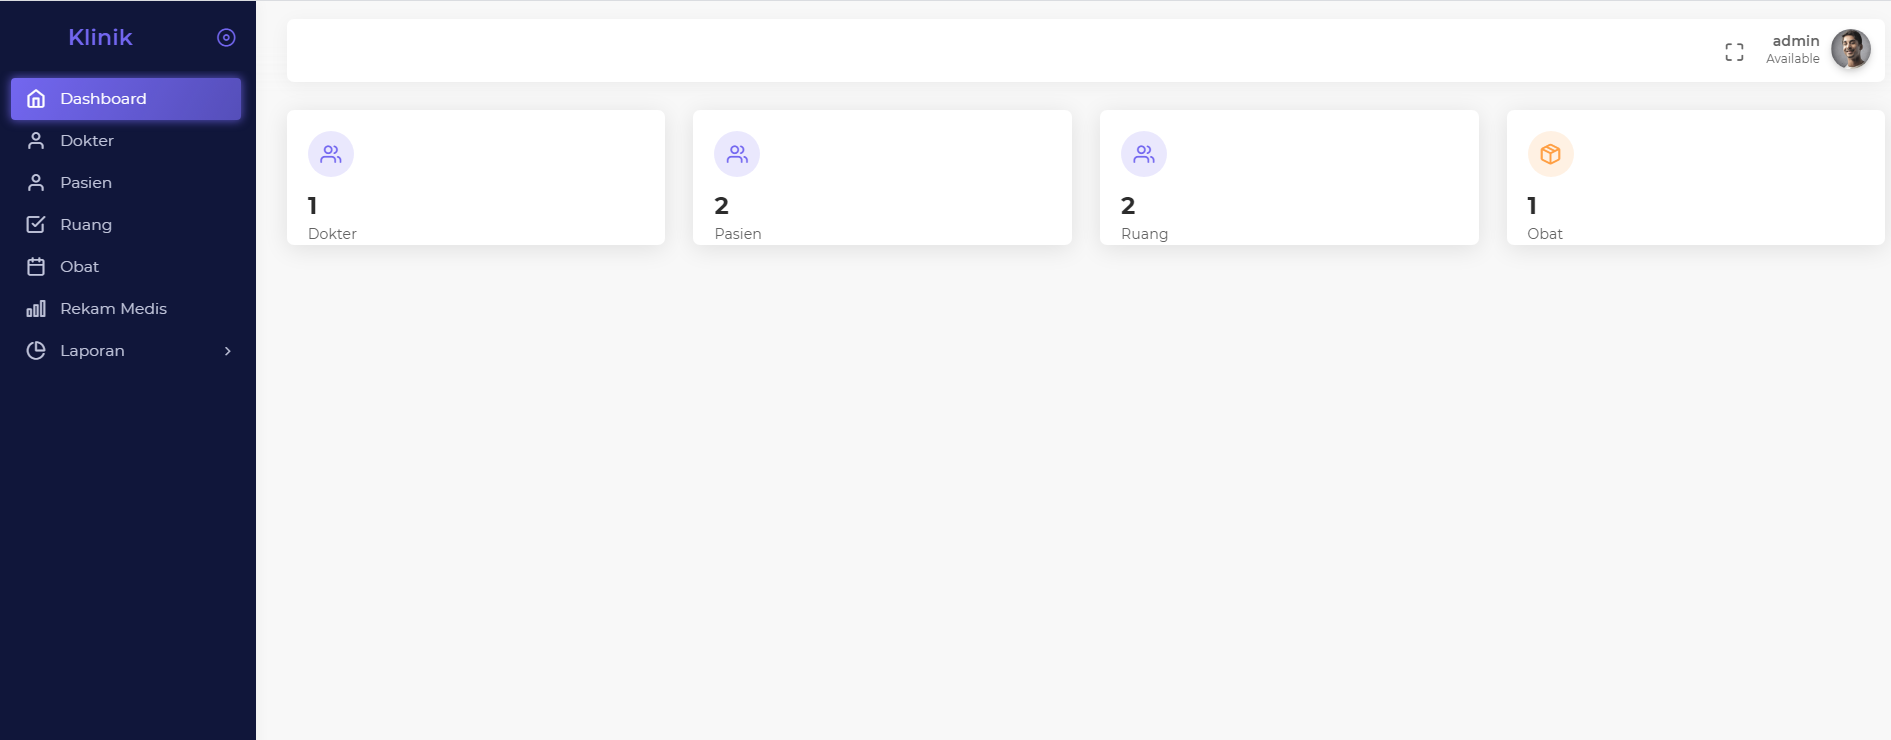 Klinik
Dashboard
Dokter
Pasien
Ruang
Obat
Rekam Medis
Laporan
admin
Available
1
Dokter
2
Pasien
2
Ruang
1
Obat